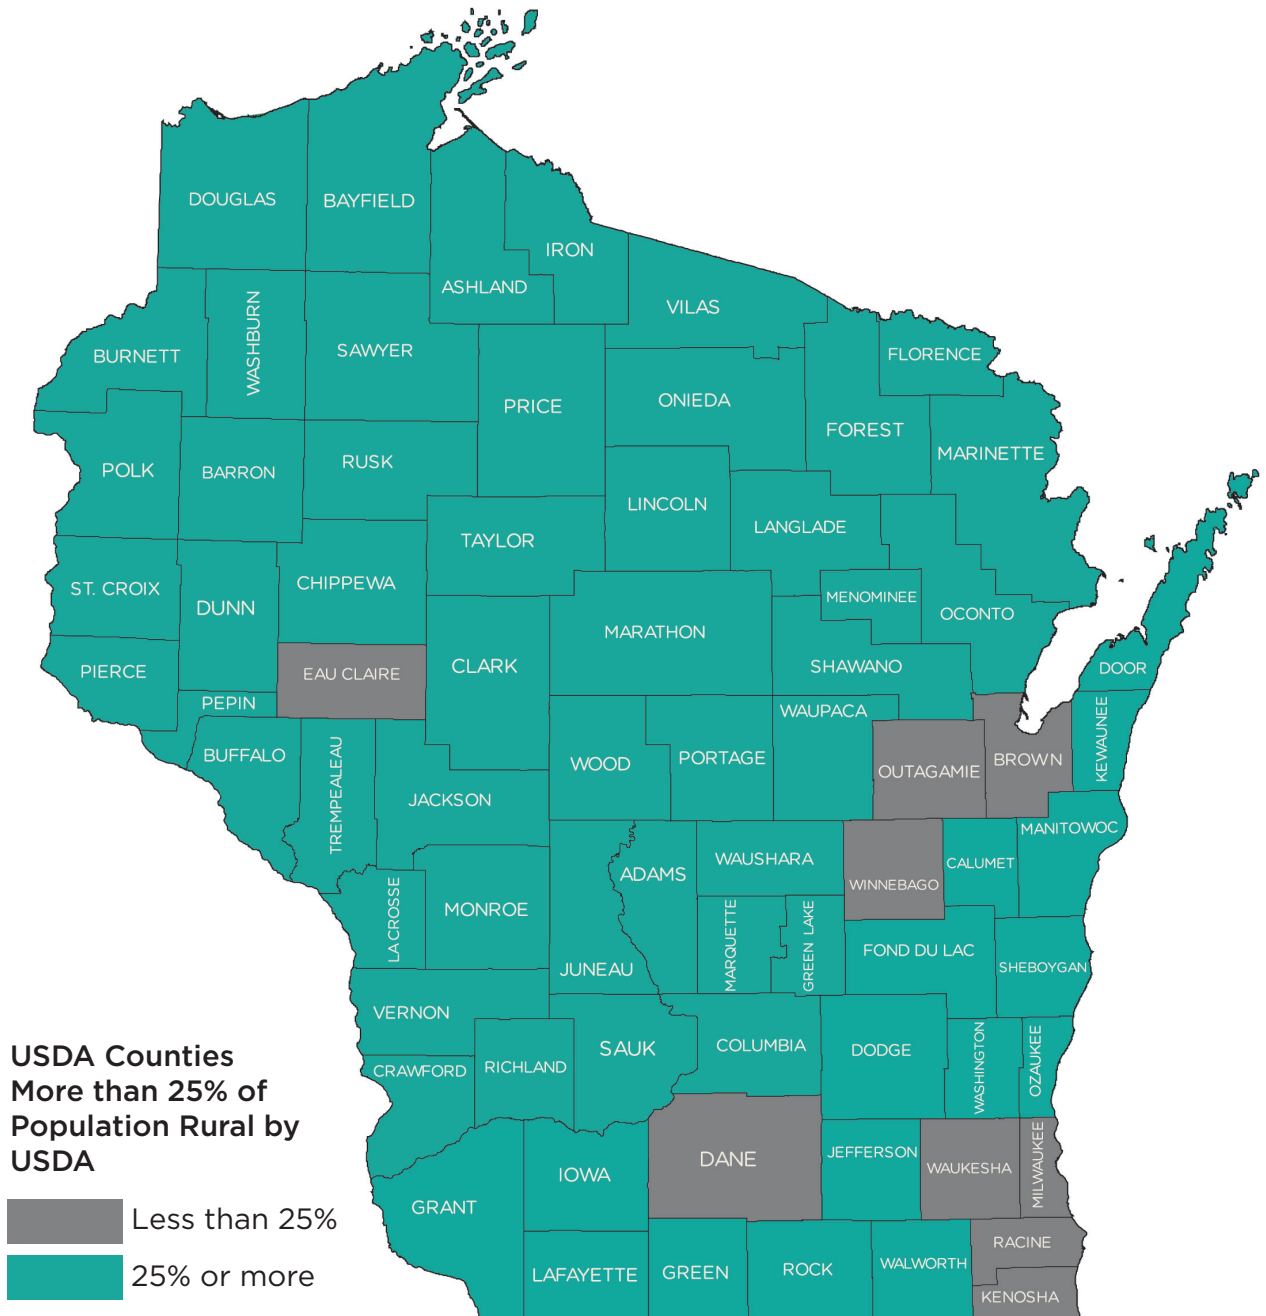 DOUGLAS
BAYFIELD
IRON
ASHLAND
VILAS
WASHBURN
BURNETT
SAWYER
FLORENCE
PRICE
ONIEDA
FOREST
MARINETTE
POLK
BARRON
RUSK
LINCOLN
LANGLADE
TAYLOR
ST. CROIX
CHIPPEWA
DUNN
MENOMINEE
OCONTO
MARATHON
PIERCE
EAU CLAIRE
CLARK
SHAWANO
DOOR
PEPIN
WAUPACA
BUFFALO
TREMPEALEAU
WOOD
PORTAGE
OUTAGAMIE
BROWN
KEWAUNEE
JACKSON
MANITOWOC
WAUSHARA
CALUMET
ADAMS
WINNEBAGO
LA CROSSE
MONROE
MARQUETTE
GREEN LAKE
FOND DU LAC
JUNEAU
SHEBOYGAN
VERNON
SAUK
COLUMBIA
DODGE
WASHINGTON
OZAUKEE
CRAWFORD
RICHLAND
IOWA
DANE
JEFFERSON
WAUKESHA
MILWAUKEE
GRANT
RACINE
LAFAYETTE
GREEN
ROCK
WALWORTH
KENOSHA
USDA Counties
More than 25% of
Population Rural by
USDA
Less than 25%
25% or more